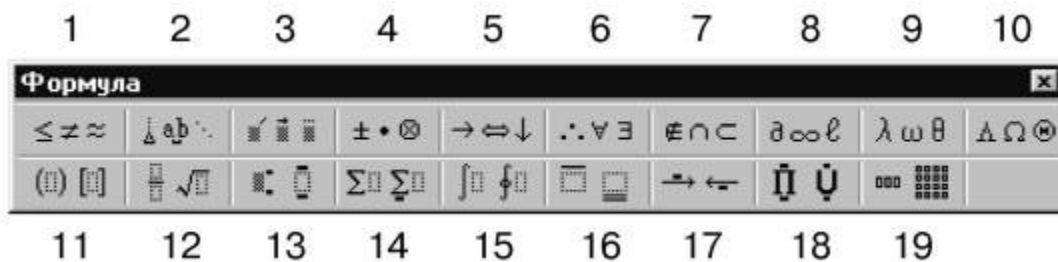 1 2 3 4 5 6 7 8 9 10
Формула
≤ ≠ ≈ ab ± • ⊗ → ⇔ ↓ ∴ ∀ ∃ ∉ ∩ ⊂ ∂ ∞ ℓ λ ω θ Λ Ω Θ
(▯) [▯] √▯ Σ▯ Σ▯ ∫▯ ∮▯ → ← Π Ụ
11 12 13 14 15 16 17 18 19